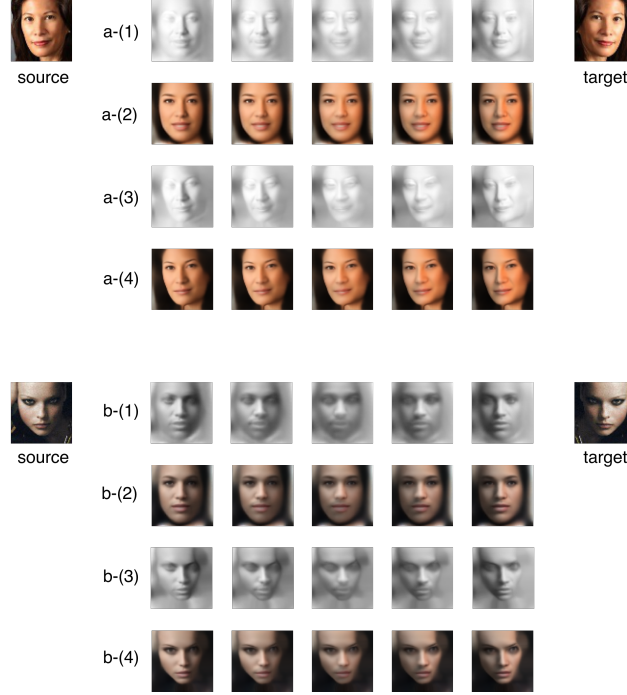 a-(1)
source
target
a-(2)
a-(3)
a-(4)
b-(1)
source
target
b-(2)
b-(3)
b-(4)